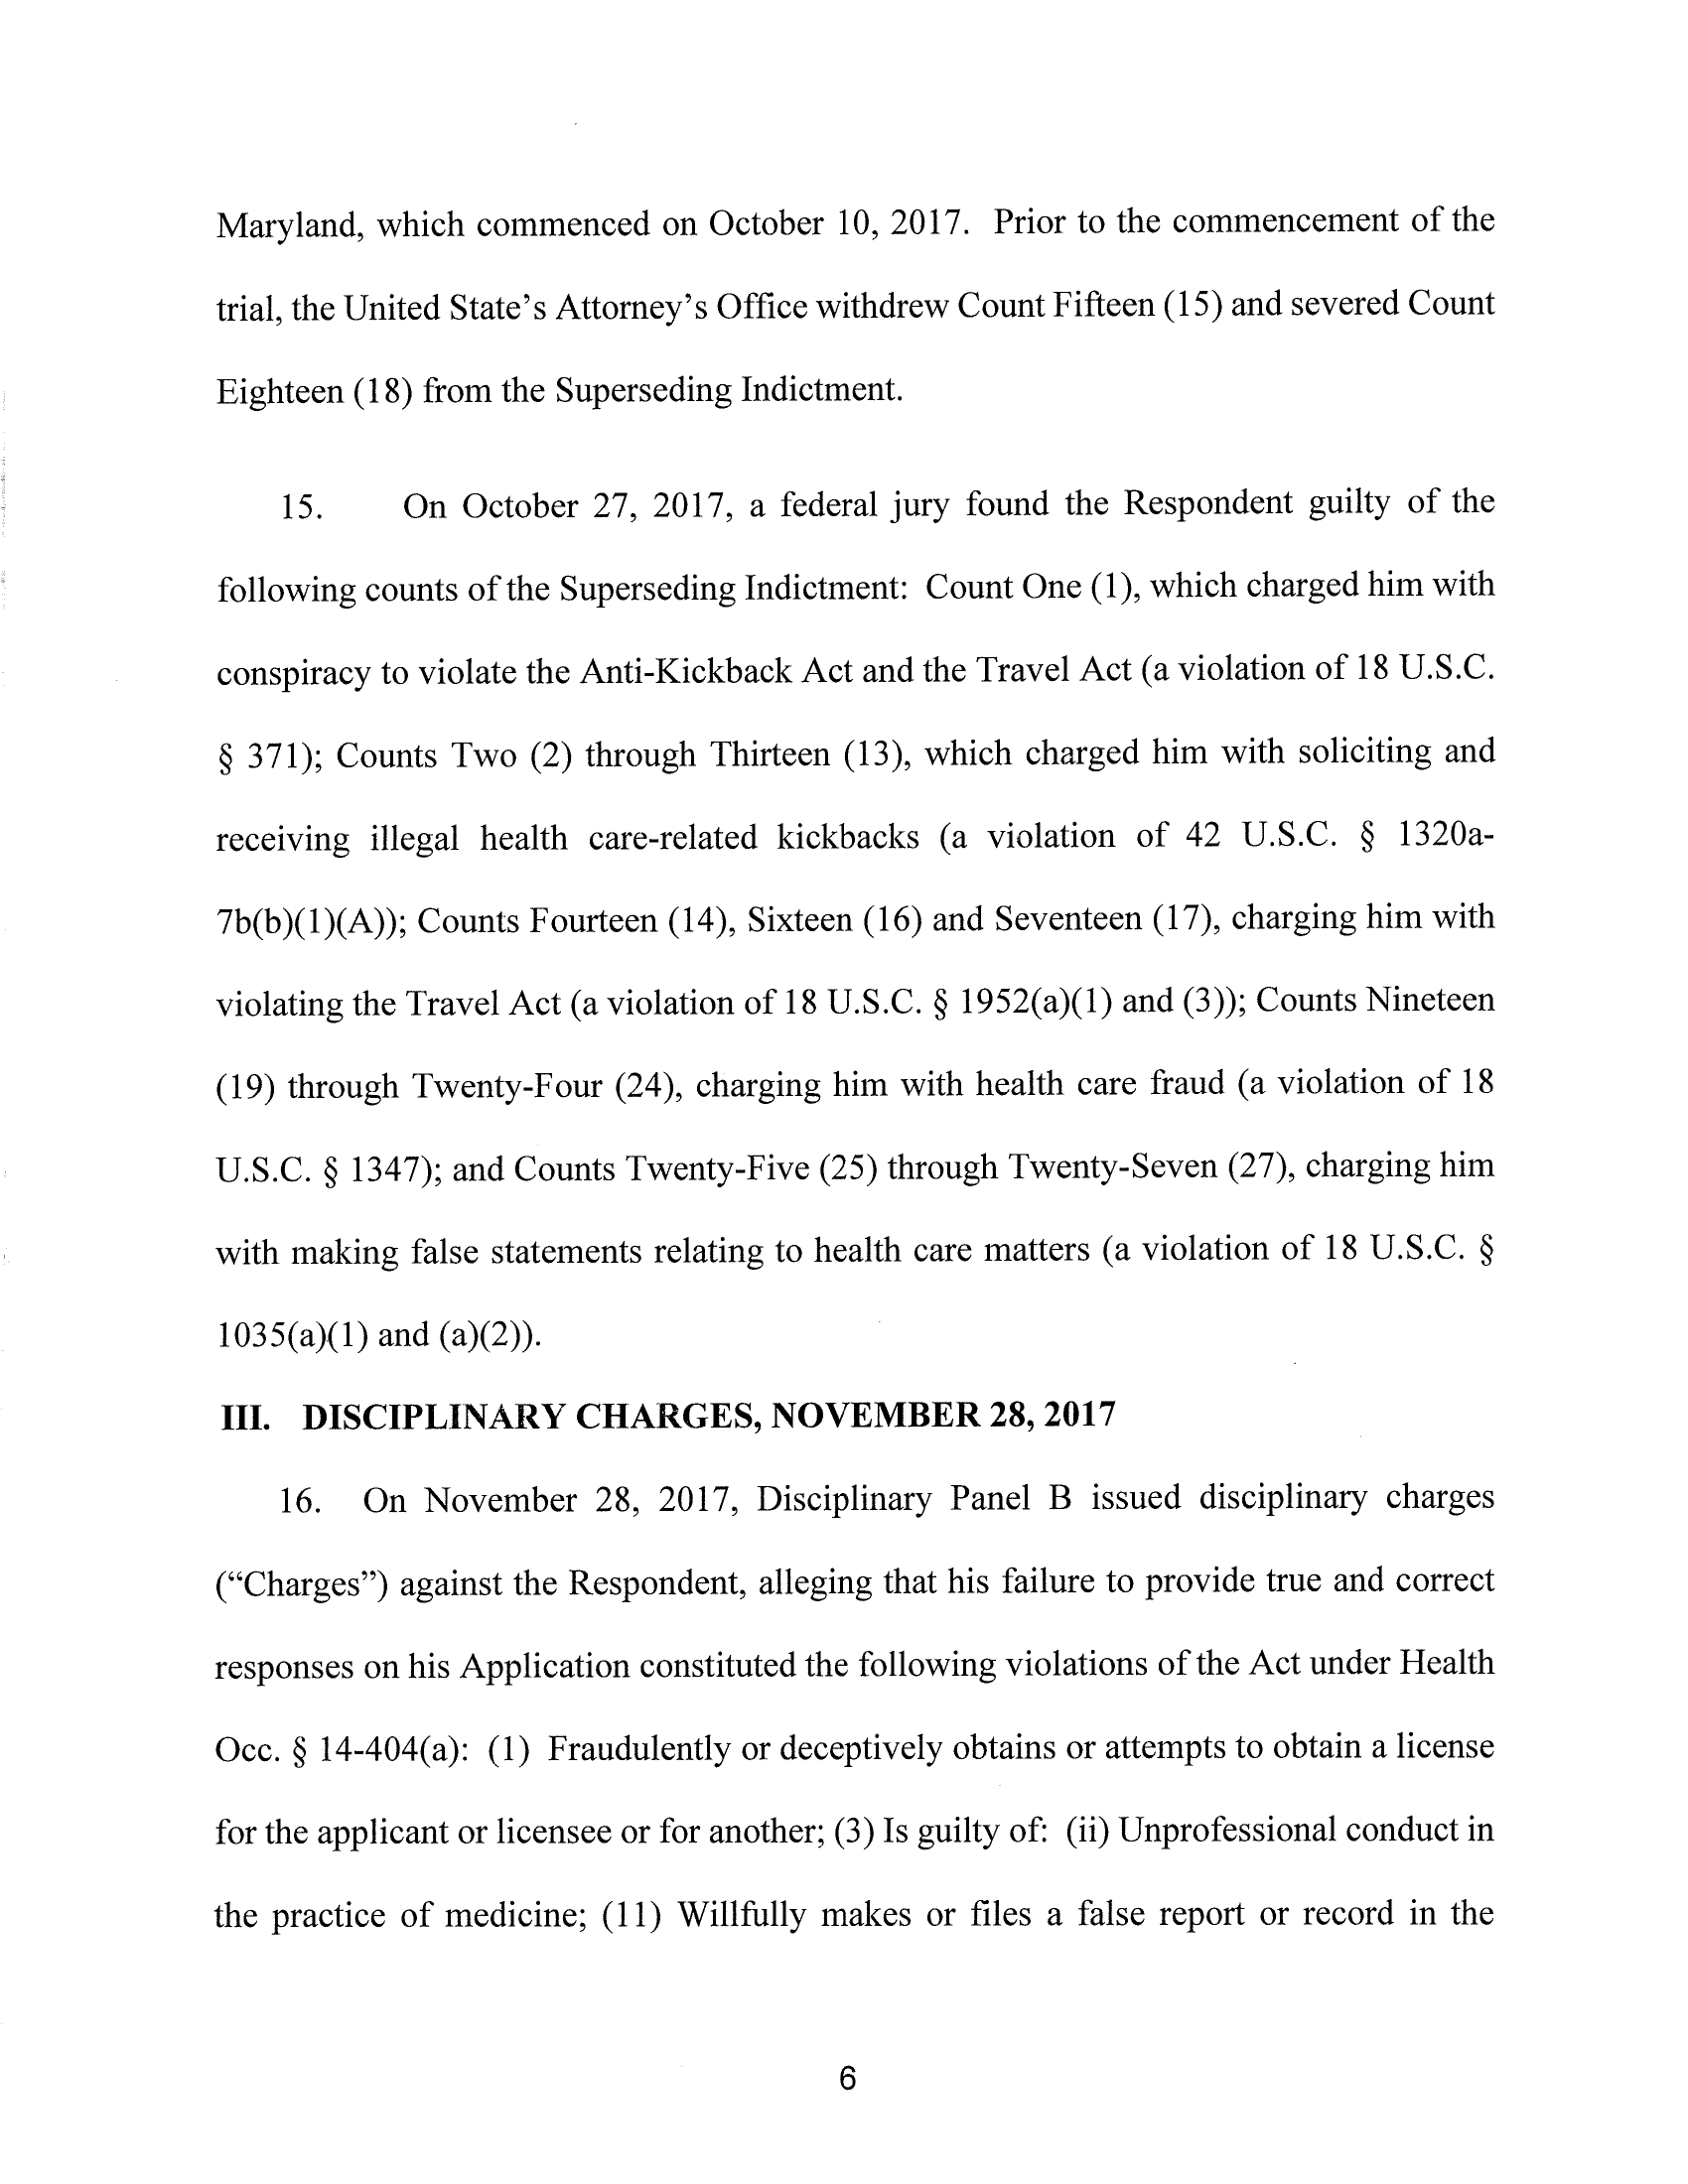 Maryland, which commenced on October 10, 2017. Prior to the commencement of the
trial, the United State's Attorney's Office withdrew Count Fifteen (15) and severed Count
Eighteen (18) from the Superseding Indictment.
15. On October 27, 2017, a federal jury found the Respondent guilty of the
following counts of the Superseding Indictment: Count One (1), which charged him with
conspiracy to violate the Anti-Kickback Act and the Travel Act (a violation of 18 U.S.C.
§ 371); Counts Two (2) through Thirteen (13), which charged him with soliciting and
receiving illegal health care-related kickbacks (a violation of 42 U.S.C. § 1320a-
7b(b)(1)(A)); Counts Fourteen (14), Sixteen (16) and Seventeen (17), charging him with
violating the Travel Act (a violation of 18 U.S.C. § 1952(a)(1) and (3)); Counts Nineteen
(19) through Twenty-Four (24), charging him with health care fraud (a violation of 18
U.S.C. § 1347); and Counts Twenty-Five (25) through Twenty-Seven (27), charging him
with making false statements relating to health care matters (a violation of 18 U.S.C. §
1035(a)(1) and (a)(2)).
III. DISCIPLINARY CHARGES, NOVEMBER 28, 2017
16. On November 28, 2017, Disciplinary Panel B issued disciplinary charges
("Charges") against the Respondent, alleging that his failure to provide true and correct
responses on his Application constituted the following violations of the Act under Health
Occ. § 14-404(a): (1) Fraudulently or deceptively obtains or attempts to obtain a license
for the applicant or licensee or for another; (3) Is guilty of: (ii) Unprofessional conduct in
the practice of medicine; (11) Willfully makes or files a false report or record in the
6